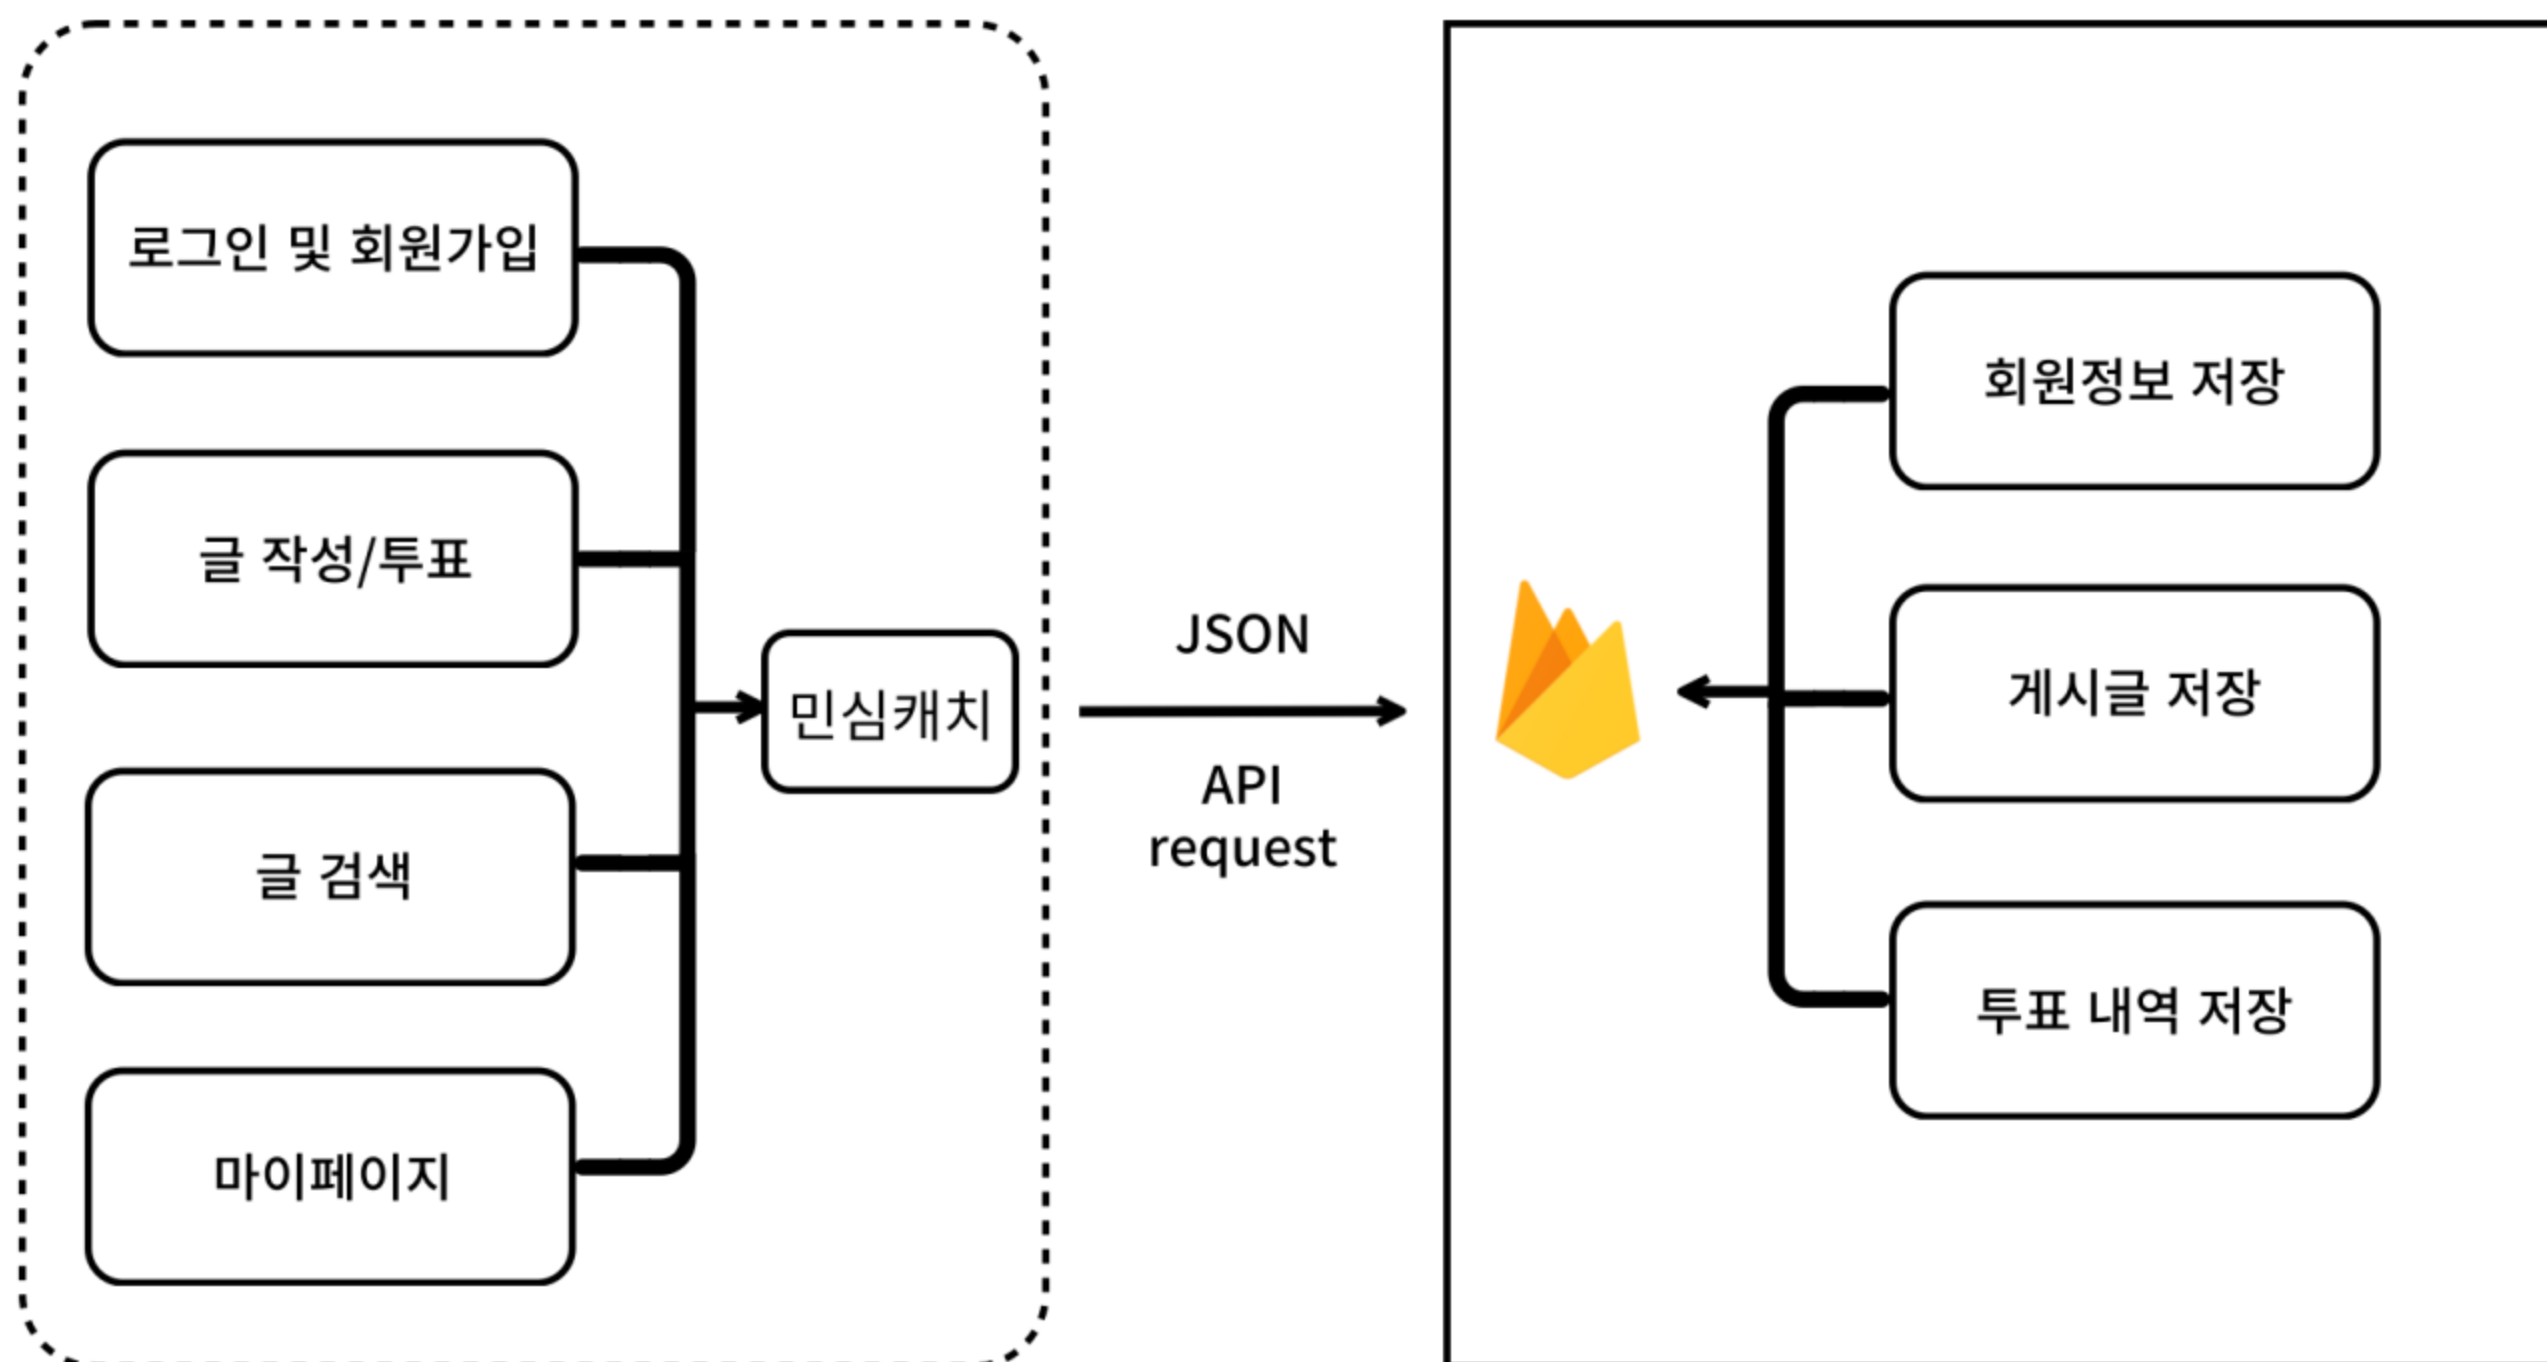 로그인 및 회원가입
글 작성/투표
글 검색
마이페이지
민심캐치
JSON
API
request
회원정보 저장
게시글 저장
투표 내역 저장